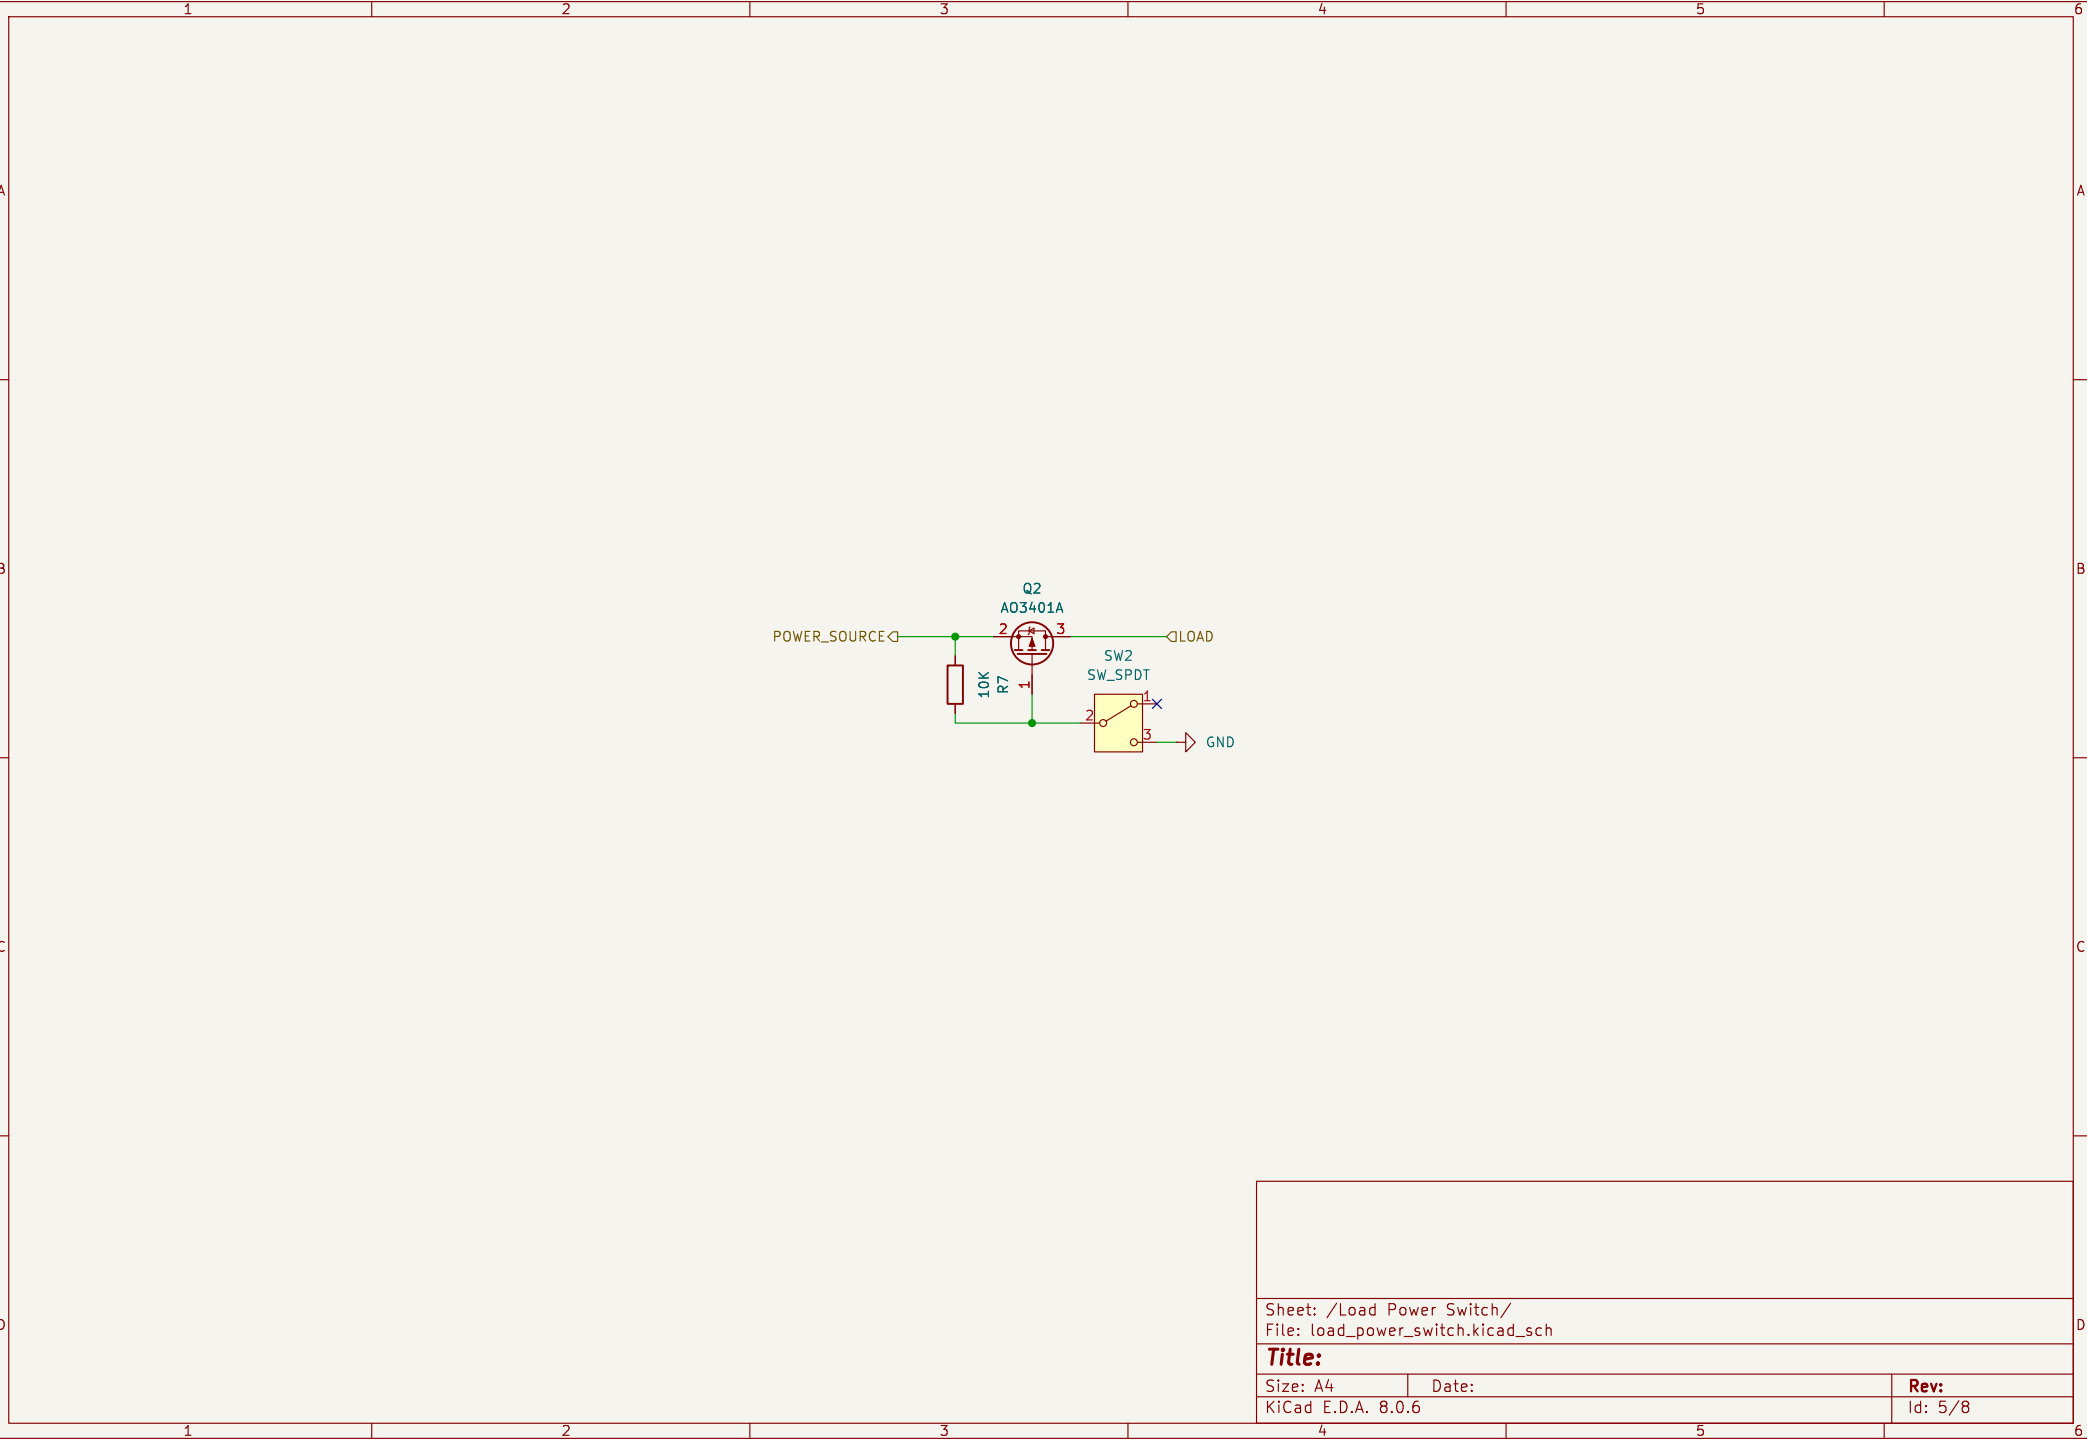 1 2 3 4 5 6
A A
B B
C C
D D
Q2
AO3401A
POWER_SOURCE
2 3
LOAD
10K
R7
1
SW2
SW_SPDT
1
2
3
GND
Sheet: /Load Power Switch/
File: load_power_switch.kicad_sch
Title:
Size: A4 Date: Rev:
KiCad E.D.A. 8.0.6 Id: 5/8
1 2 3 4 5 6